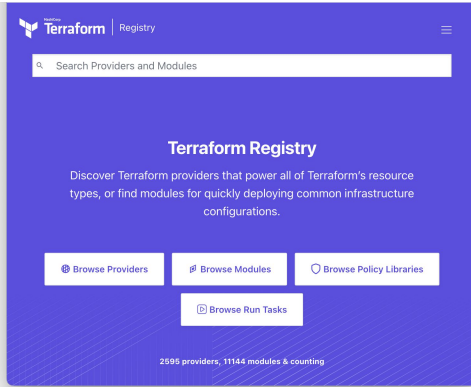 HashiCorp
Terraform Registry
Search Providers and Modules
Terraform Registry
Discover Terraform providers that power all of Terraform's resource
types, or find modules for quickly deploying common infrastructure
configurations.
Browse Providers
Browse Modules
Browse Policy Libraries
Browse Run Tasks
2595 providers, 11144 modules & counting